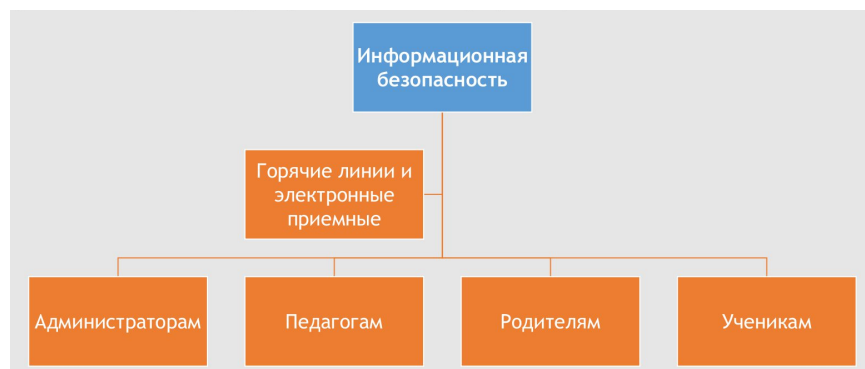 Информационная
безопасность
Горячие линии и
электронные
приемные
Администраторам
Педагогам
Родителям
Ученикам